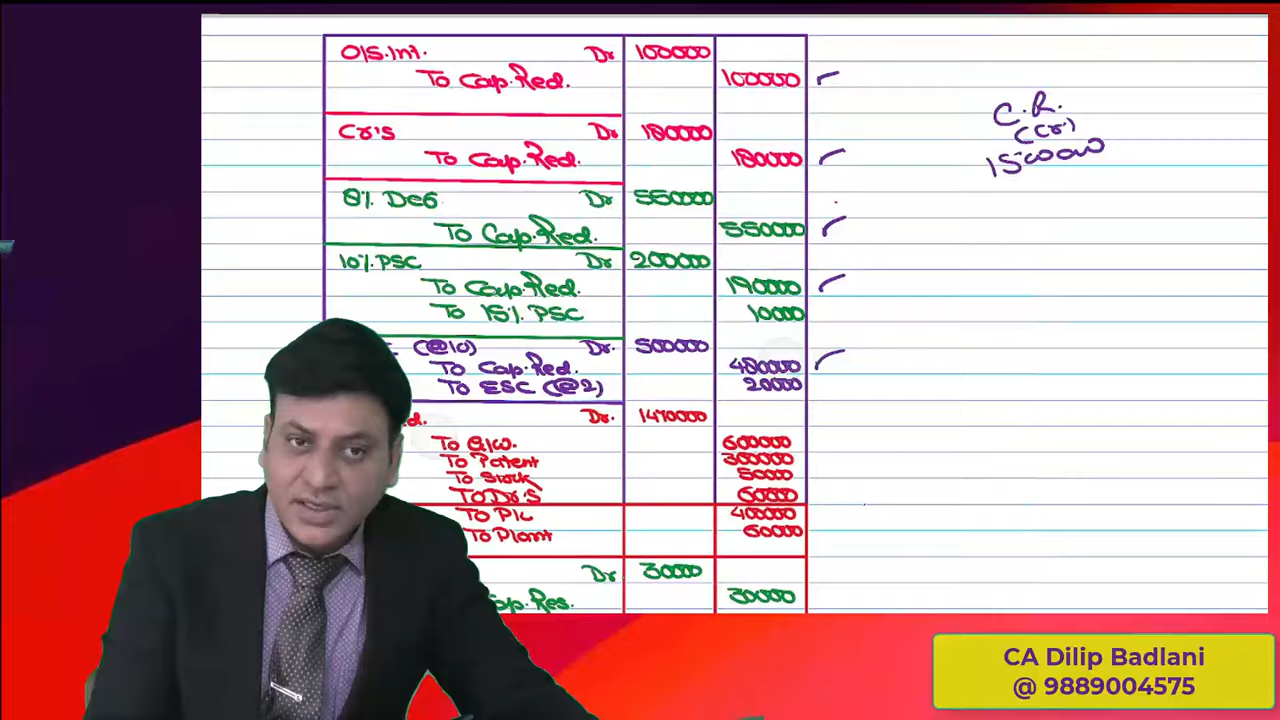 O/S. Int. Dr 100000
To Cap. Red. 100000
Cr's Dr 180000
To Cap. Red. 180000
8% Deb Dr 550000
To Cap. Red. 550000
10% PSC Dr 200000
To Cap. Red. 190000
To 15% PSC 10000
(@10) Dr. 500000
To Cap. Red. 480000
To ESC (@2) 20000
d. Dr. 1470000
To G/W. 600000
To Patent 300000
To Stock 50000
To Dr's 60000
To P/L 400000
To Plant 60000
Dr 30000
Cap. Res. 30000
C.R.
(Cr)
1500000
CA Dilip Badlani
@ 9889004575